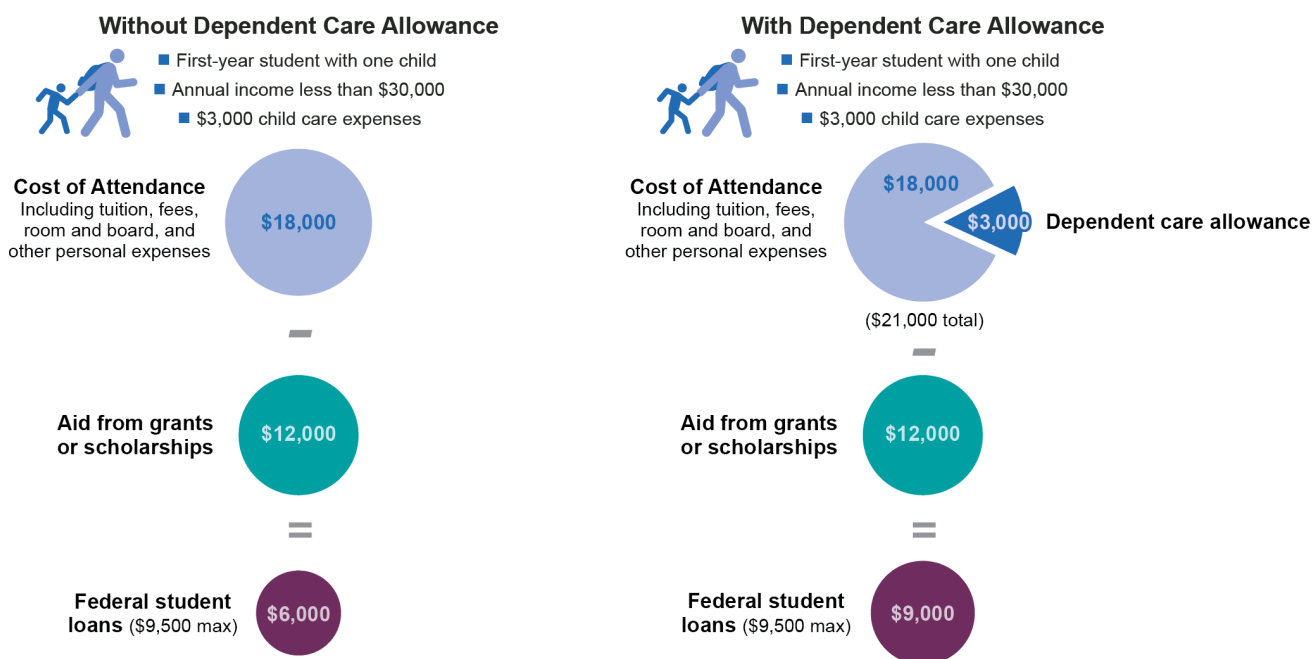 Without Dependent Care Allowance
First-year student with one child
Annual income less than $30,000
$3,000 child care expenses
Cost of Attendance
Including tuition, fees,
room and board, and
other personal expenses
$18,000
Aid from grants
or scholarships
$12,000
Federal student
loans ($9,500 max)
$6,000
With Dependent Care Allowance
First-year student with one child
Annual income less than $30,000
$3,000 child care expenses
Cost of Attendance
Including tuition, fees,
room and board, and
other personal expenses
$18,000
$3,000
Dependent care allowance
($21,000 total)
Aid from grants
or scholarships
$12,000
Federal student
loans ($9,500 max)
$9,000